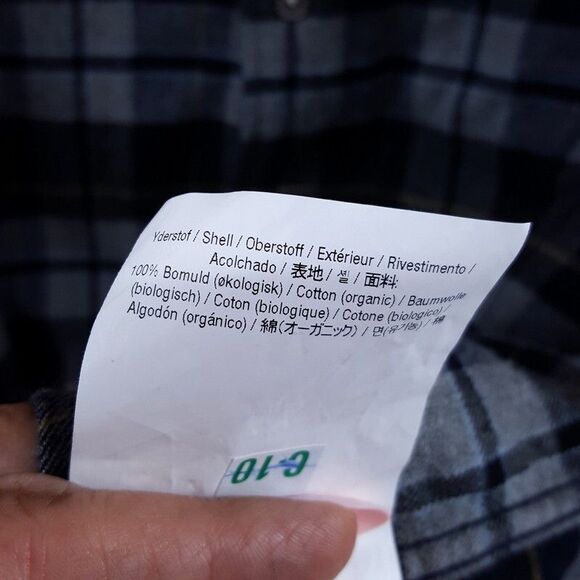 Yderstof / Shell / Oberstoff / Extérieur / Rivestimento /
Acolchado / 表地 / 셸 / 面料:
100% Bomuld (økologisk) / Cotton (organic) / Baumwolle
(biologisch) / Coton (biologique) / Cotone (biologico) /
Algodón (orgánico) / 綿(オーガニック) / 면(유기농) / 棉
C-10